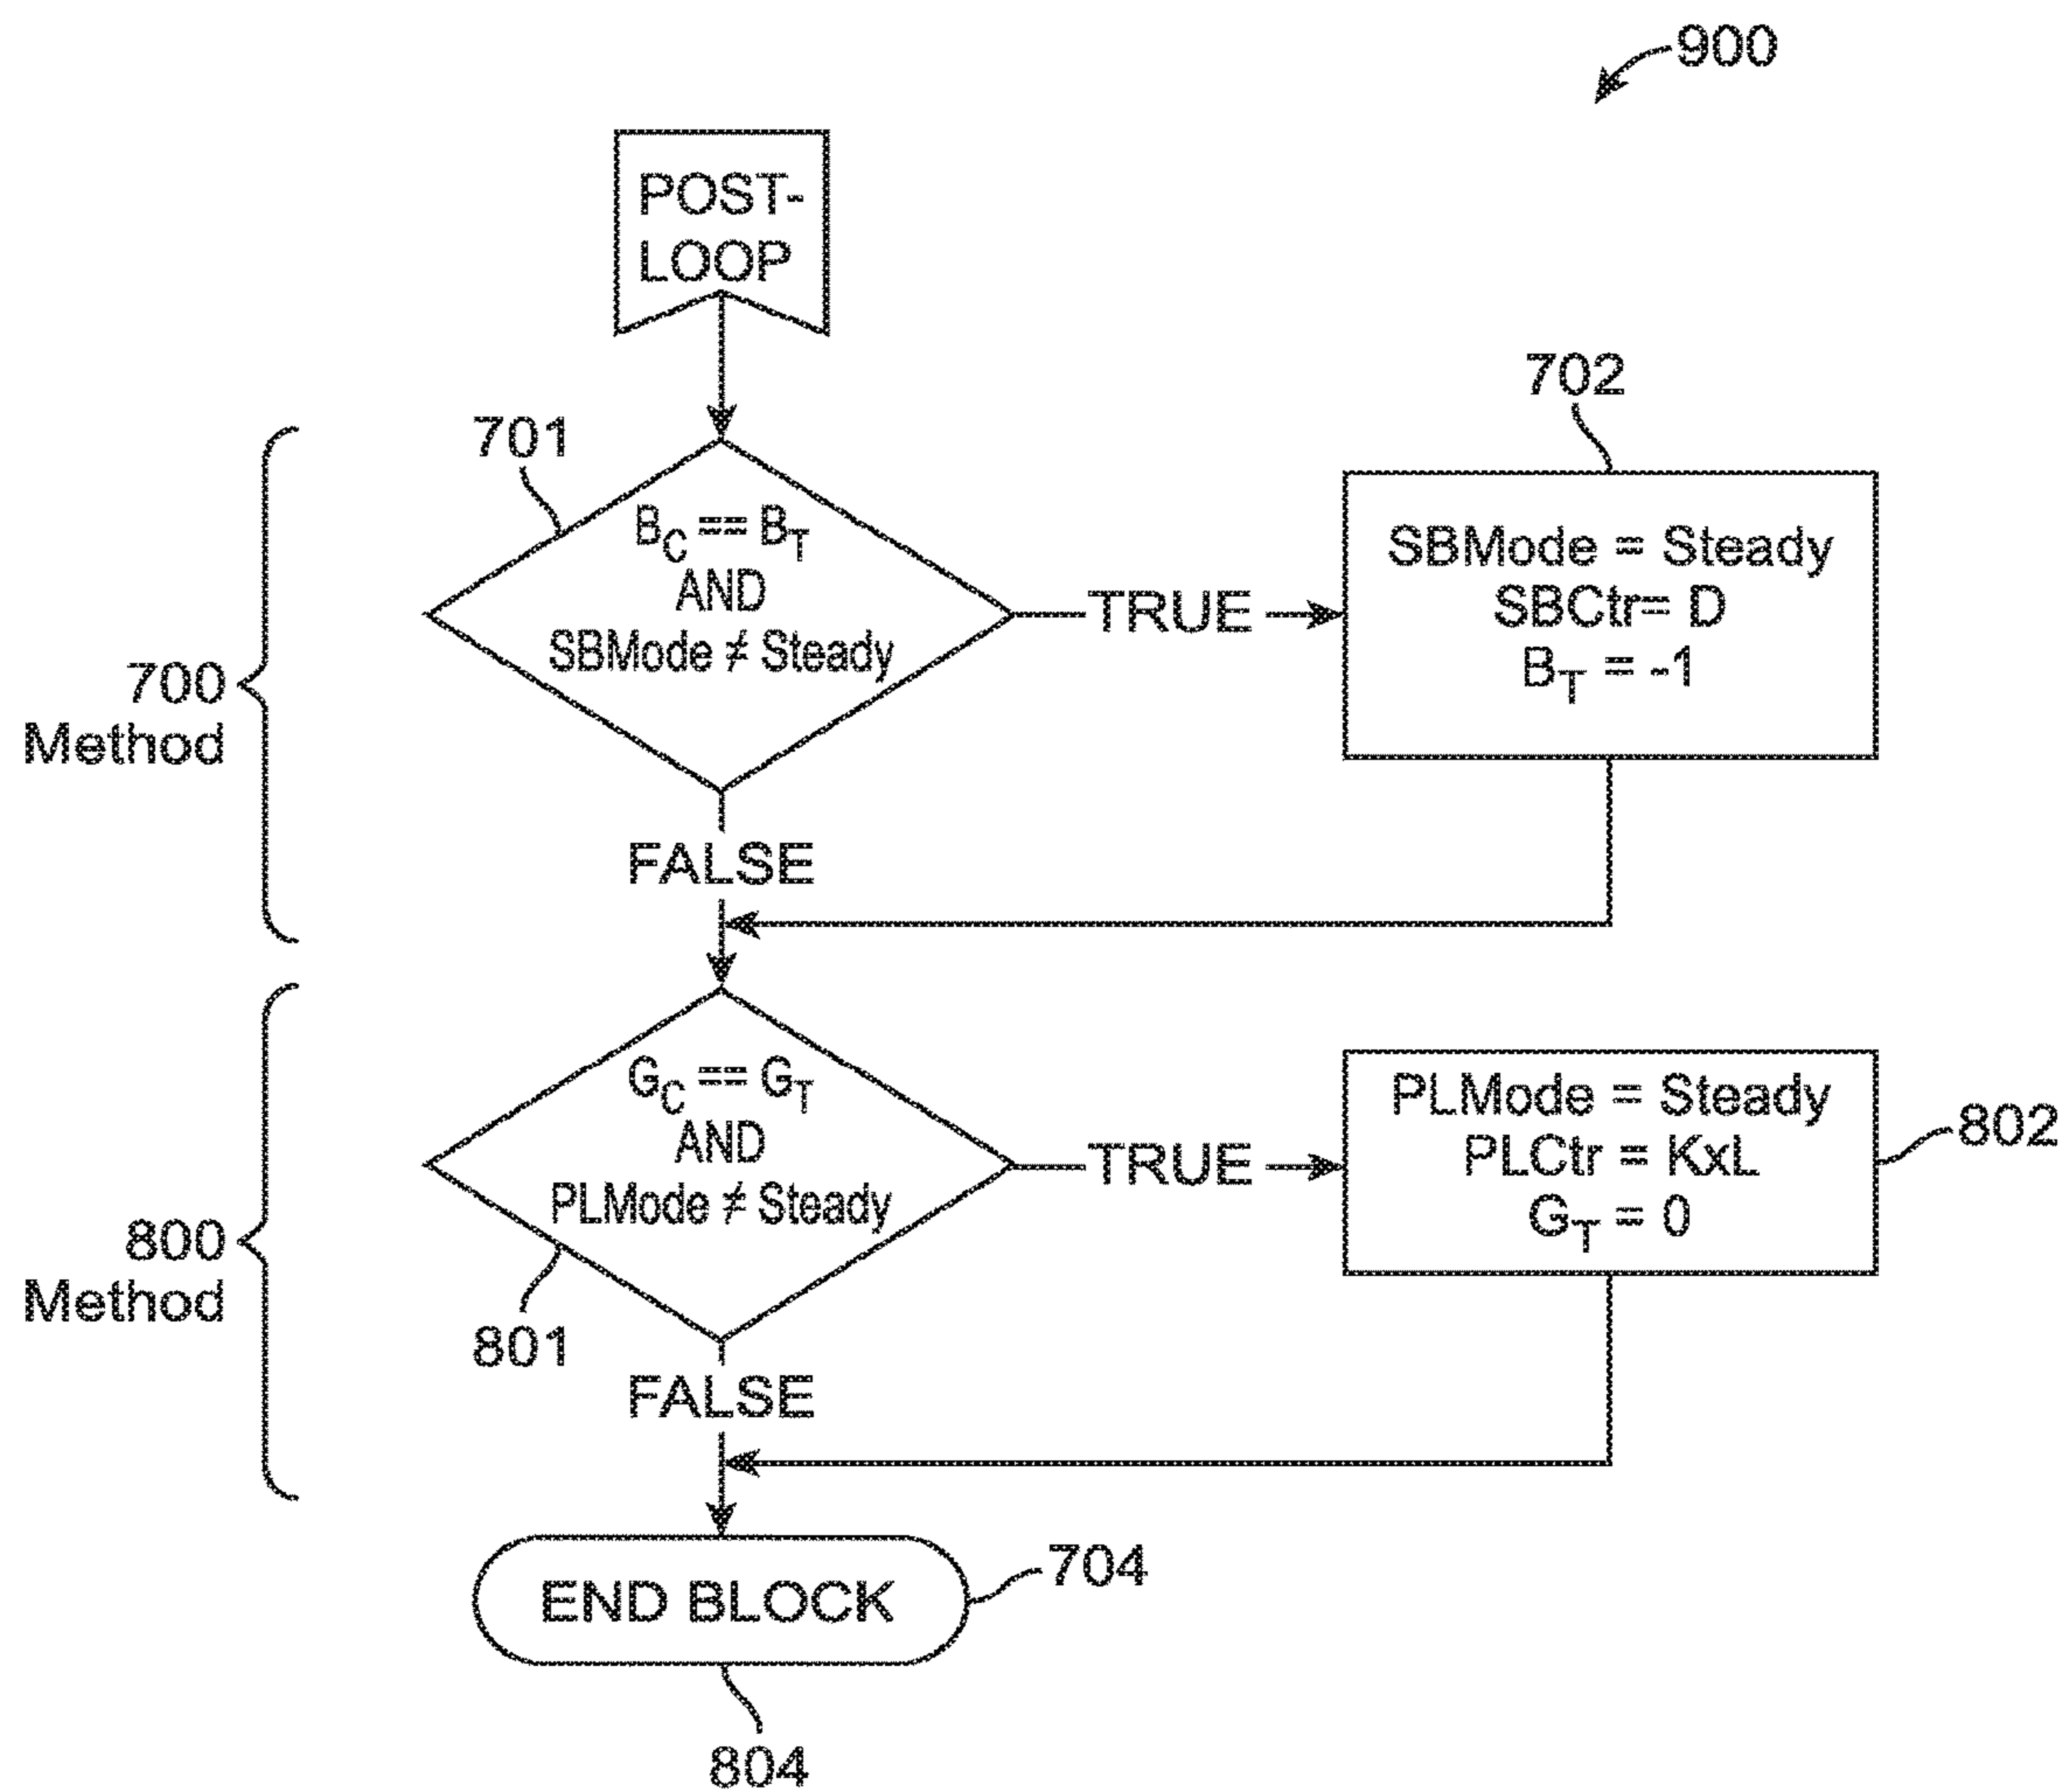 900
POST-
LOOP
702
701
B_C == B_T
AND
SBMode ≠ Steady
TRUE
SBMode = Steady
SBCtr= D
B_T = -1
700
Method
FALSE
G_C == G_T
AND
PLMode ≠ Steady
TRUE
PLMode = Steady
PLCtr = KxL
G_T = 0
802
800
Method
801
FALSE
END BLOCK
704
804